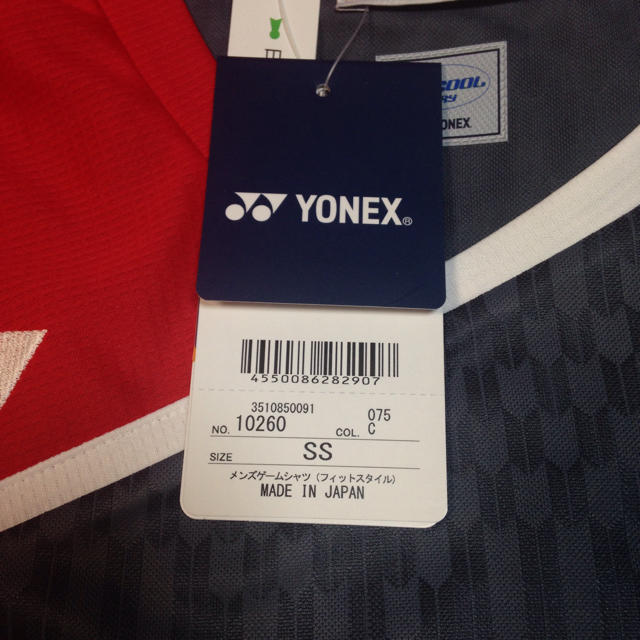 YONEX
YONEX
4550086282907
3510850091 075
NO. 10260 COL. C
SIZE SS
メンズゲームシャツ (フィットスタイル)
MADE IN JAPAN